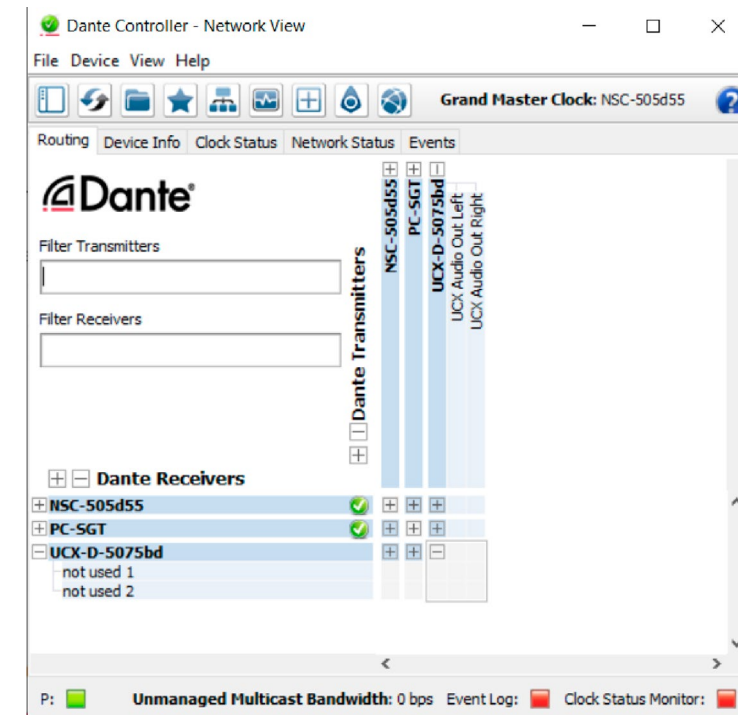 Dante Controller - Network View
File Device View Help
Grand Master Clock: NSC-505d55
Routing Device Info Clock Status Network Status Events
Dante®
Filter Transmitters
Filter Receivers
Dante Transmitters
NSC-505d55
PC-SGT
UCX-D-5075bd
UCX Audio Out Left
UCX Audio Out Right
Dante Receivers
NSC-505d55
PC-SGT
UCX-D-5075bd
not used 1
not used 2
P: Unmanaged Multicast Bandwidth: 0 bps Event Log: Clock Status Monitor: